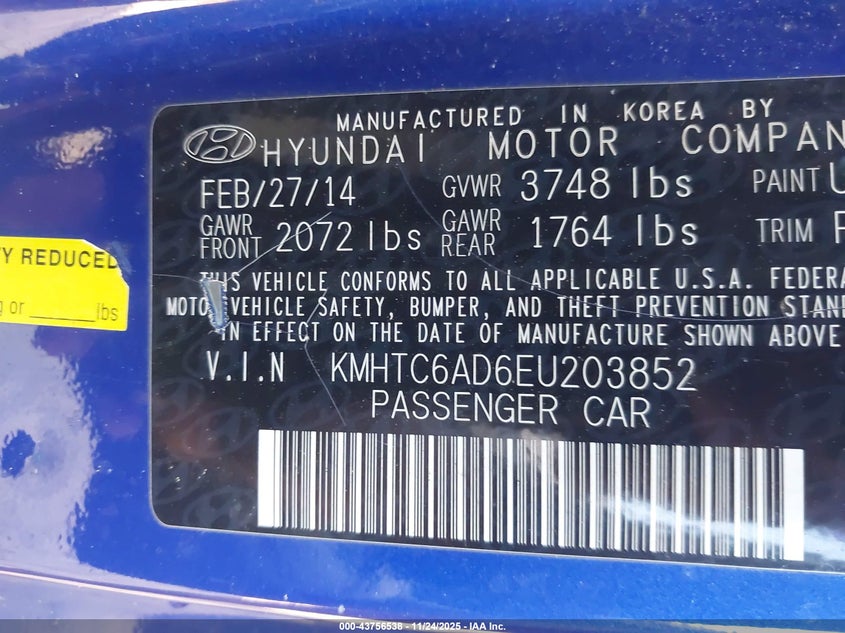 MANUFACTURED IN KOREA BY
HYUNDAI MOTOR COMPAN
FEB/27/14 GVWR 3748 lbs PAINT U
GAWR FRONT 2072 lbs GAWR REAR 1764 lbs TRIM
THIS VEHICLE CONFORMS TO ALL APPLICABLE U.S.A. FEDERA
MOTOR VEHICLE SAFETY, BUMPER, AND THEFT PREVENTION STAN
IN EFFECT ON THE DATE OF MANUFACTURE SHOWN ABOVE
V.I.N KMHTC6AD6EU203852
PASSENGER CAR
Y REDUCED
g or ______lbs
000-43756538 - 11/24/2025 - IAA Inc.